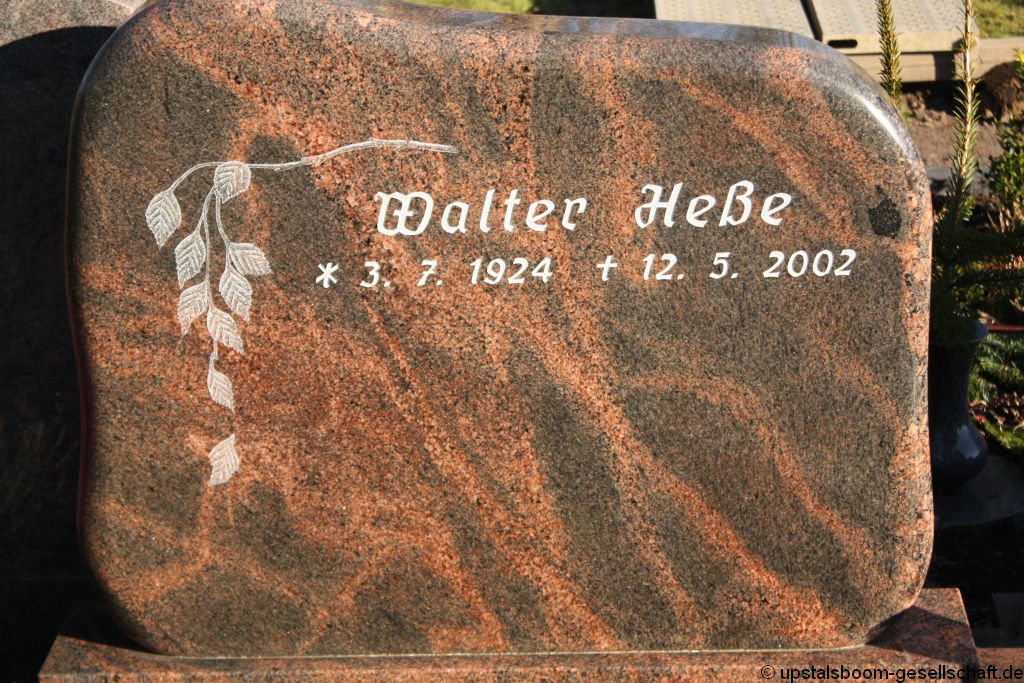 Walter Heße
* 3. 7. 1924 † 12. 5. 2002
© upstalsboom-gesellschaft.de